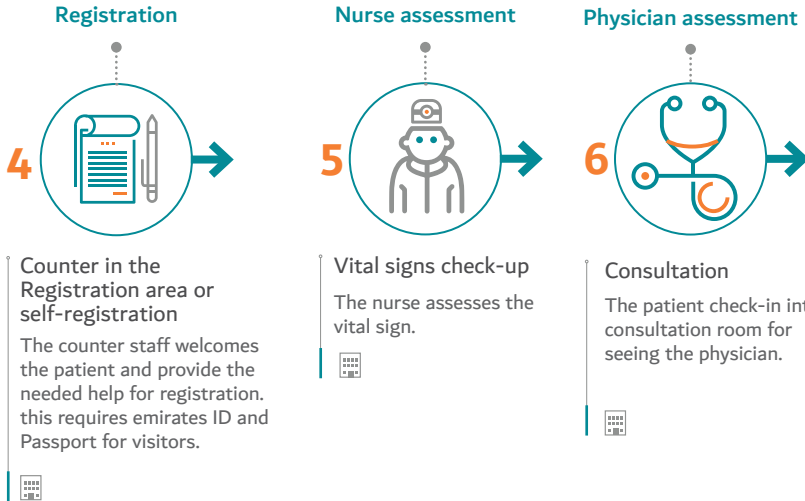 Registration
4
Counter in the
Registration area or
self-registration
The counter staff welcomes
the patient and provide the
needed help for registration.
this requires emirates ID and
Passport for visitors.
Nurse assessment
5
Vital signs check-up
The nurse assesses the
vital sign.
Physician assessment
6
Consultation
The patient check-in int
consultation room for
seeing the physician.